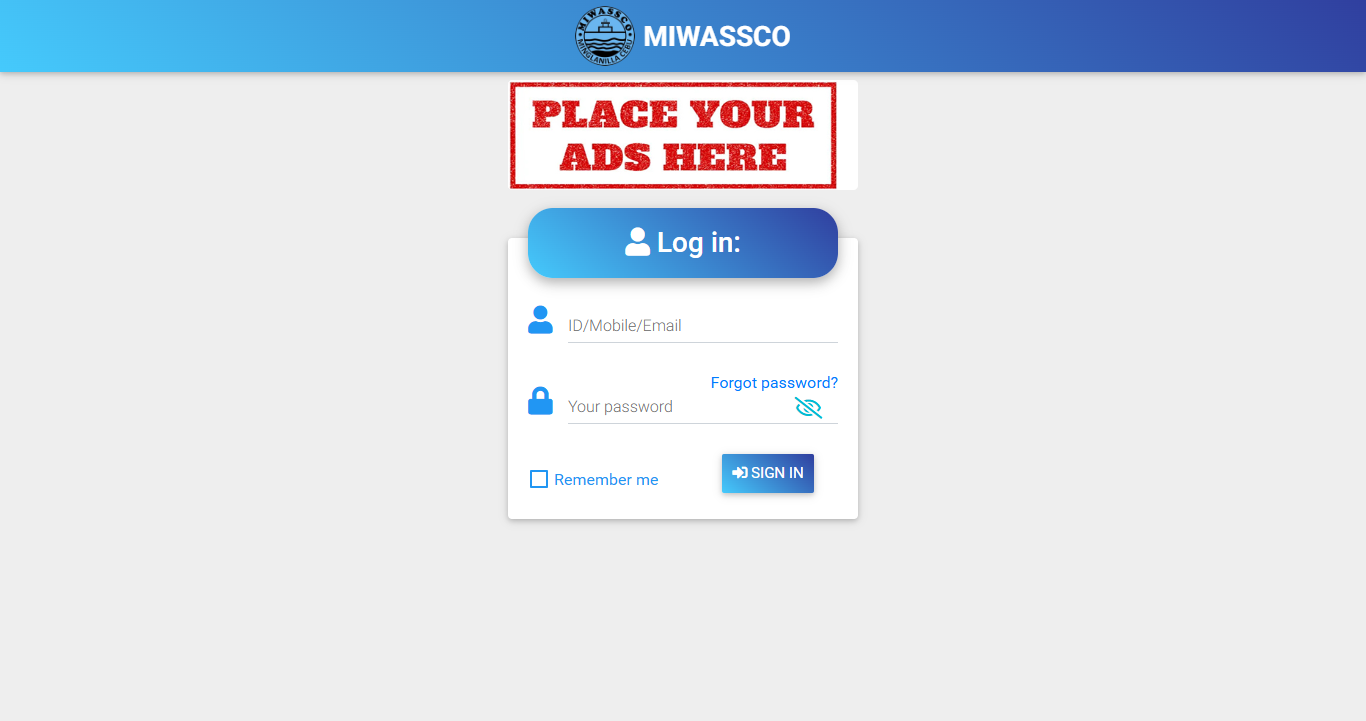 MIWASSCO
MINGLANILLA CEBU
MIWASSCO
PLACE YOUR
ADS HERE
Log in:
ID/Mobile/Email
Forgot password?
Your password
Remember me
SIGN IN